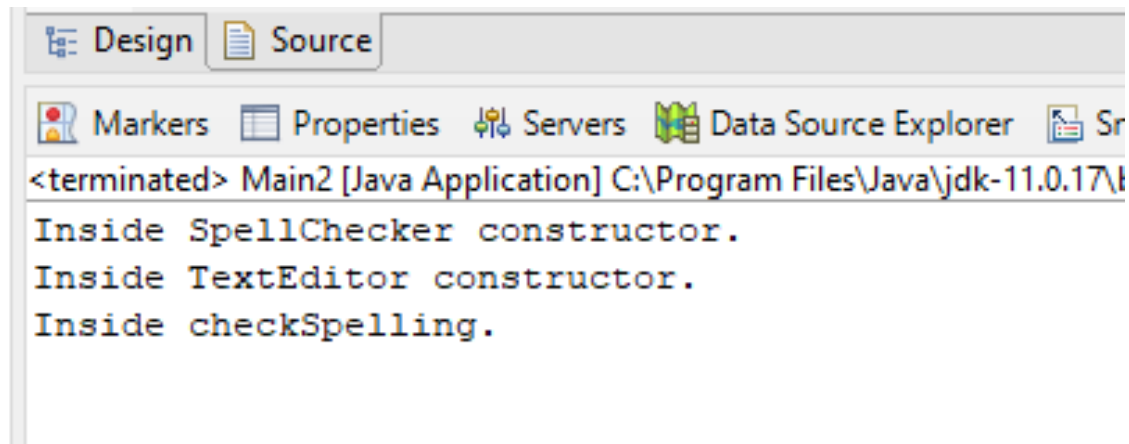 Design Source
Markers Properties Servers Data Source Explorer
<terminated> Main2 [Java Application] C:\Program Files\Java\jdk-11.0.17\
Inside SpellChecker constructor.
Inside TextEditor constructor.
Inside checkSpelling.